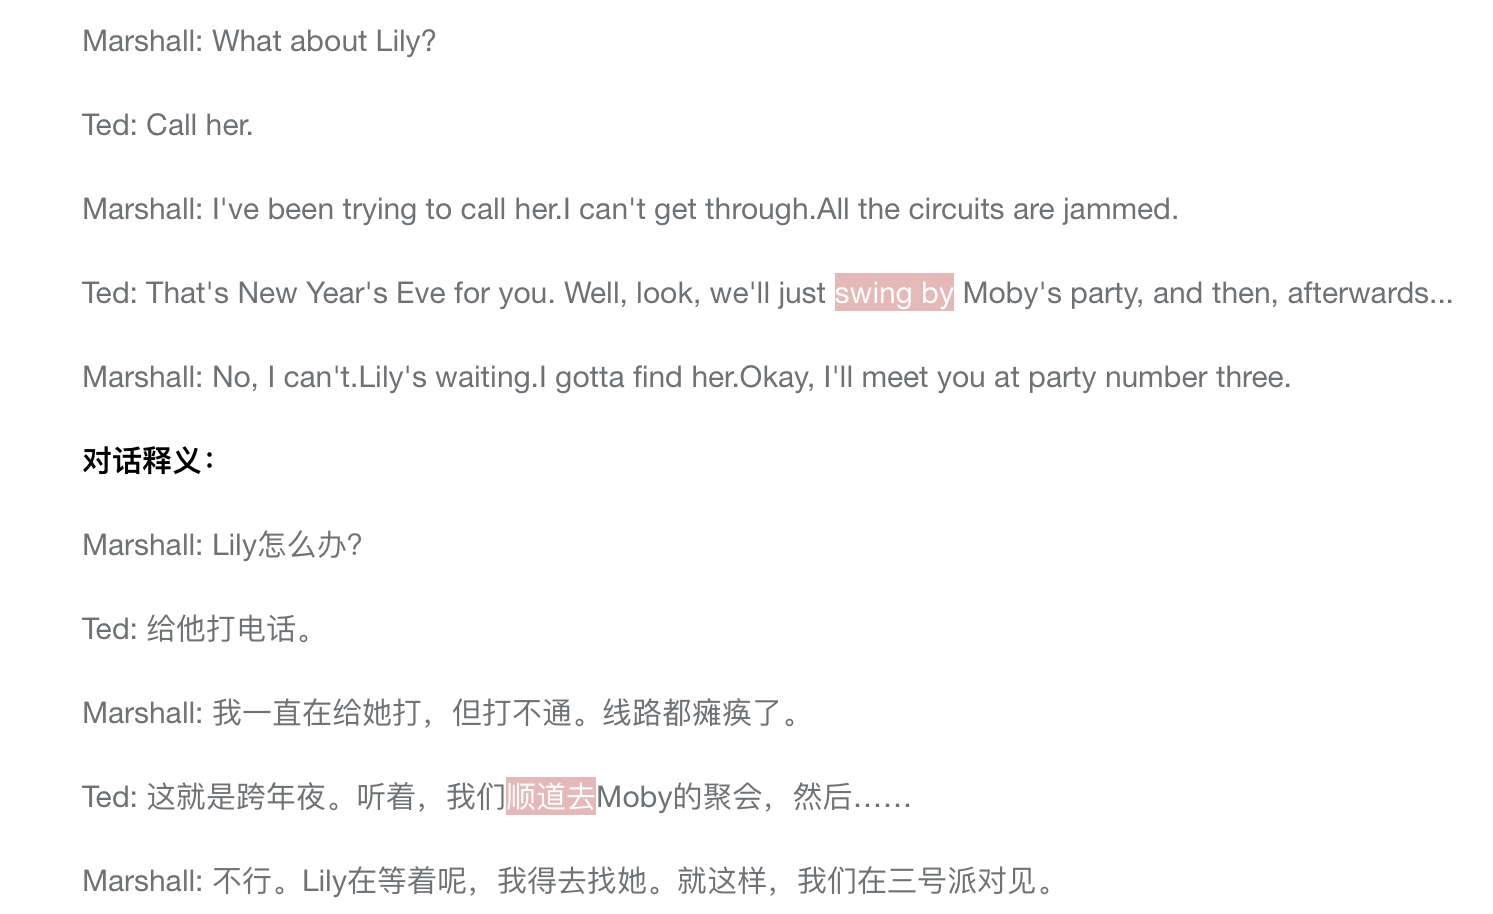 Marshall: What about Lily?
Ted: Call her.
Marshall: I've been trying to call her.I can't get through.All the circuits are jammed.
Ted: That's New Year's Eve for you. Well, look, we'll just swing by Moby's party, and then, afterwards...
Marshall: No, I can't.Lily's waiting.I gotta find her.Okay, I'll meet you at party number three.
对话释义：
Marshall: Lily怎么办?
Ted: 给他打电话。
Marshall: 我一直在给她打，但打不通。线路都瘫痪了。
Ted: 这就是跨年夜。听着，我们顺道去Moby的聚会，然后……
Marshall: 不行。Lily在等着呢，我得去找她。就这样，我们在三号派对见。